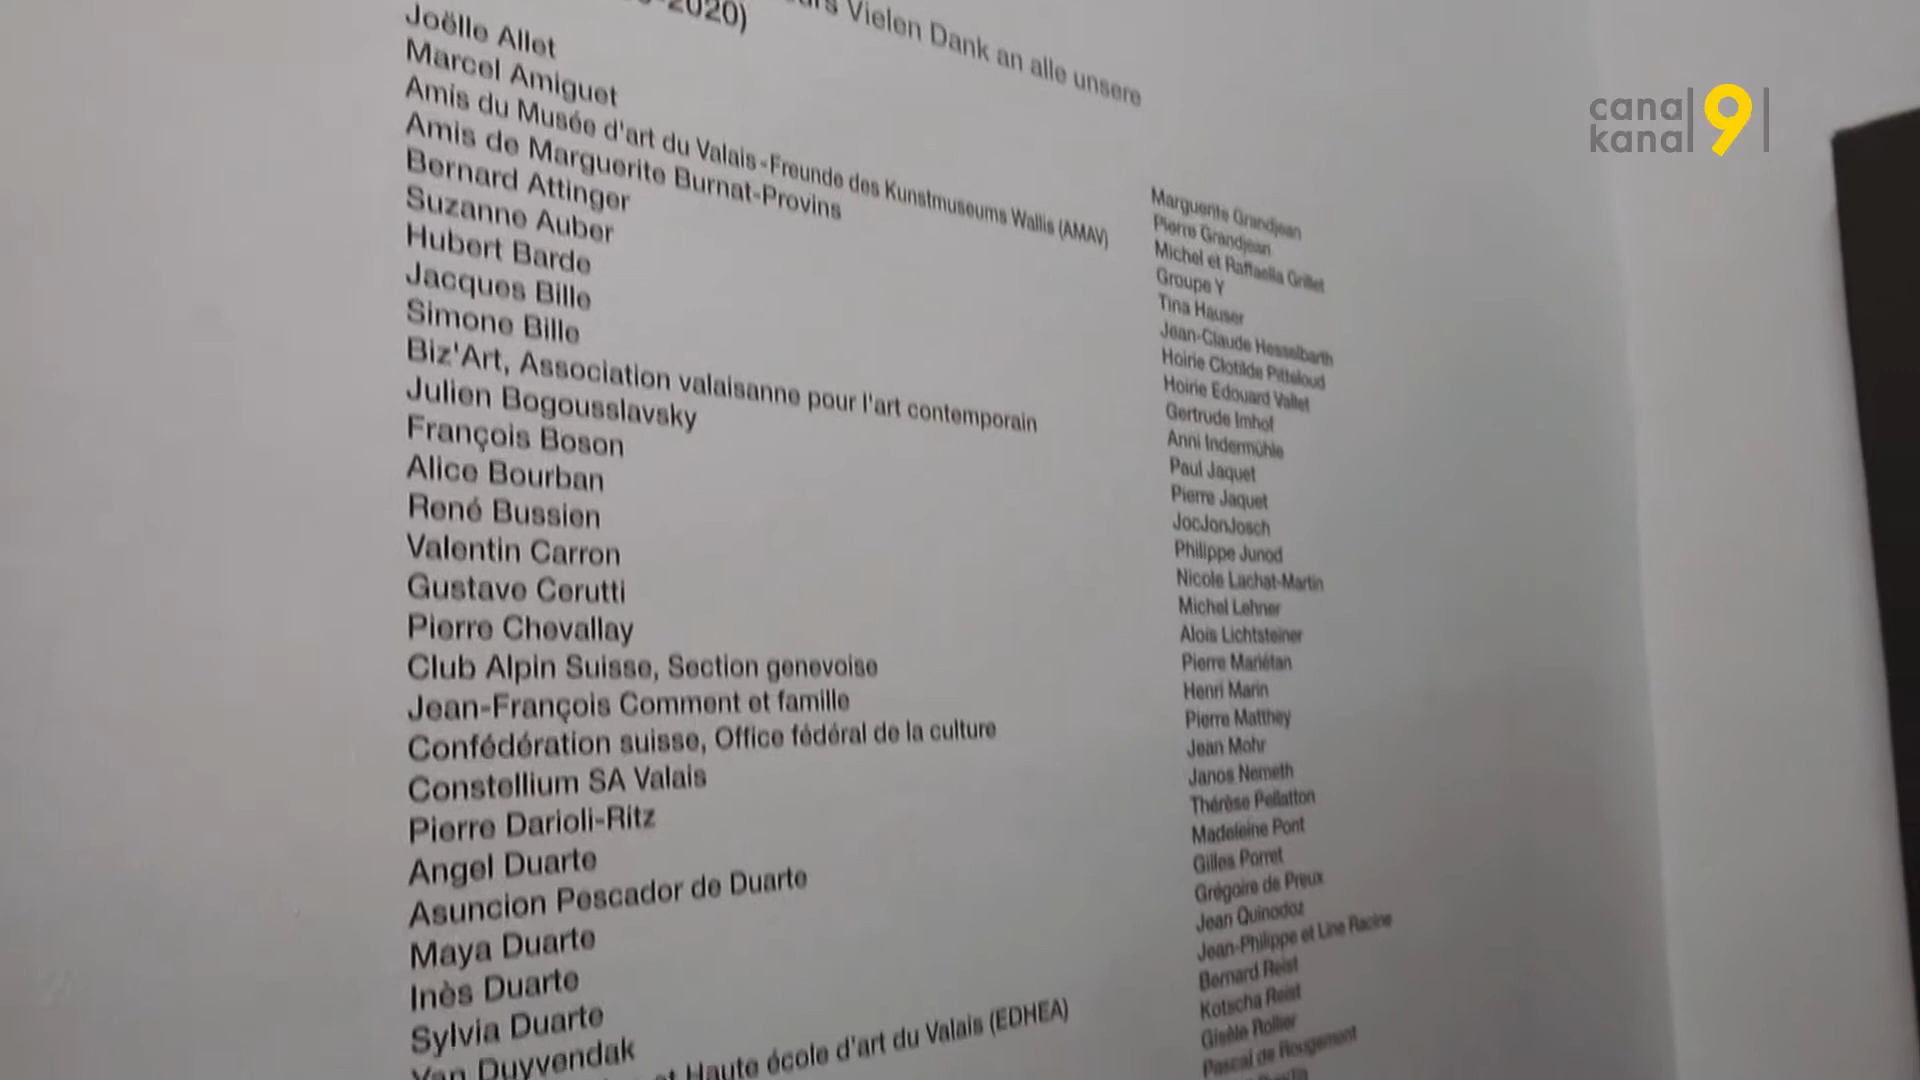 Vielen Dank an alle unsere
-2020)
Joëlle Allet
Marcel Amiguet
Amis du Musée d'art du Valais-Freunde des Kunstmuseums Wallis (AMAV)
Amis de Marguerite Burnat-Provins
Bernard Attinger
Suzanne Auber
Hubert Barde
Jacques Bille
Simone Bille
Biz'Art, Association valaisanne pour l'art contemporain
Julien Bogousslavsky
François Boson
Alice Bourban
René Bussien
Valentin Carron
Gustave Cerutti
Pierre Chevallay
Club Alpin Suisse, Section genevoise
Jean-François Comment et famille
Confédération suisse, Office fédéral de la culture
Constellium SA Valais
Pierre Darioli-Ritz
Angel Duarte
Asuncion Pescador de Duarte
Maya Duarte
Inès Duarte
Sylvia Duarte
Van Duyvendak
et Haute école d'art du Valais (EDHEA)
Marguerite Grandjean
Pierre Grandjean
Michel et Raffaella Grillet
Groupe Y
Tina Hauser
Jean-Claude Hesselbarth
Hoirie Clotilde Pitteloud
Hoirie Edouard Vallet
Gertrude Imhof
Anni Indermühle
Paul Jaquet
Pierre Jaquet
JocJonJosch
Philippe Junod
Nicole Lachat-Martin
Michel Lehner
Alois Lichtsteiner
Pierre Mariétan
Henri Marin
Pierre Matthey
Jean Mohr
Janos Nemeth
Thérèse Pellatton
Madeleine Pont
Gilles Porret
Grégoire de Preux
Jean Quinodoz
Jean-Philippe et Line Racine
Bernard Reist
Kotscha Reist
Gisèle Rollier
Pascal de Rougemont
canal 9
kanal